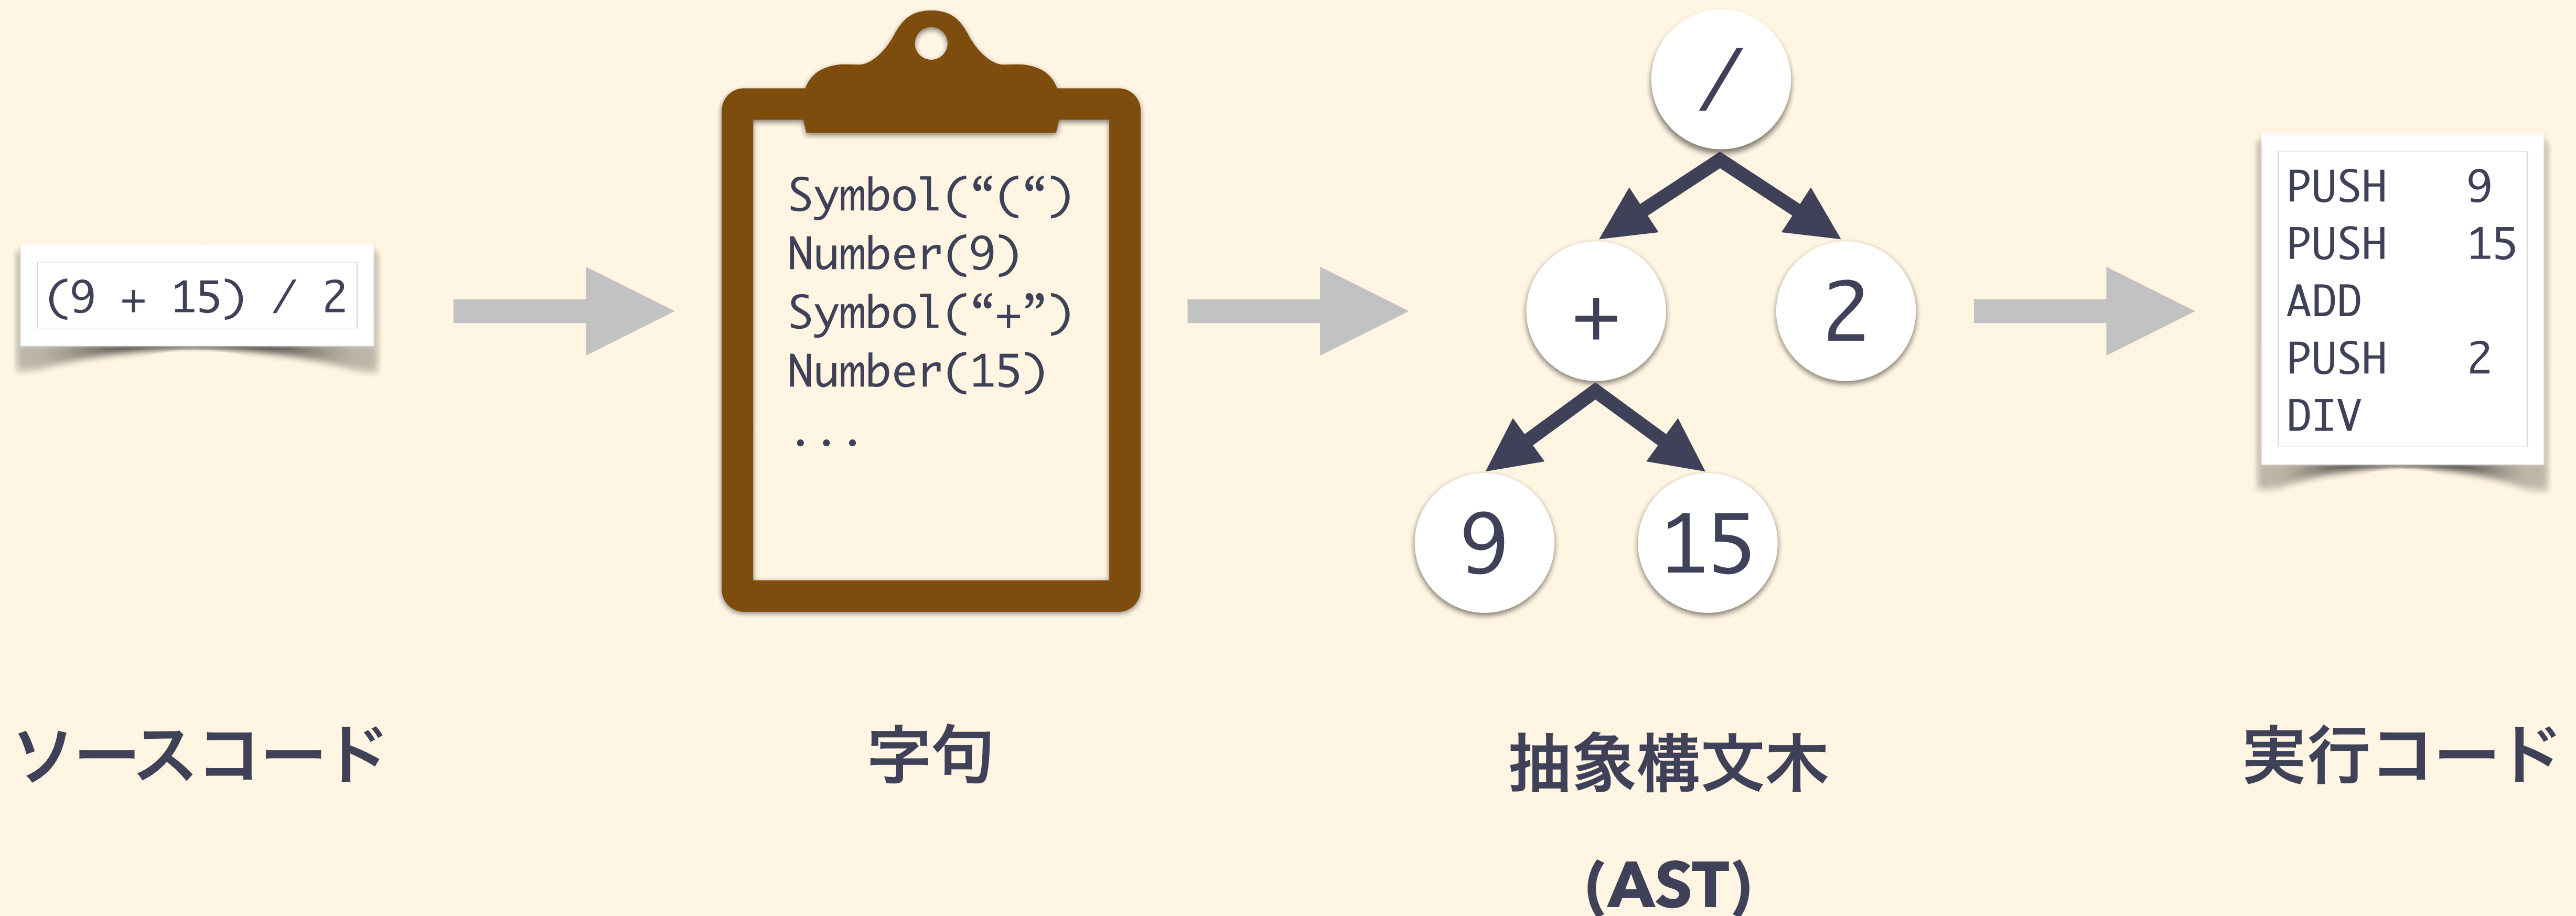 (9 + 15) / 2
Symbol(“(“)
Number(9)
Symbol(“+”)
Number(15)
...
/
+
2
9
15
PUSH 9
PUSH 15
ADD
PUSH 2
DIV
ソースコード
字句
抽象構文木
(AST)
実行コード